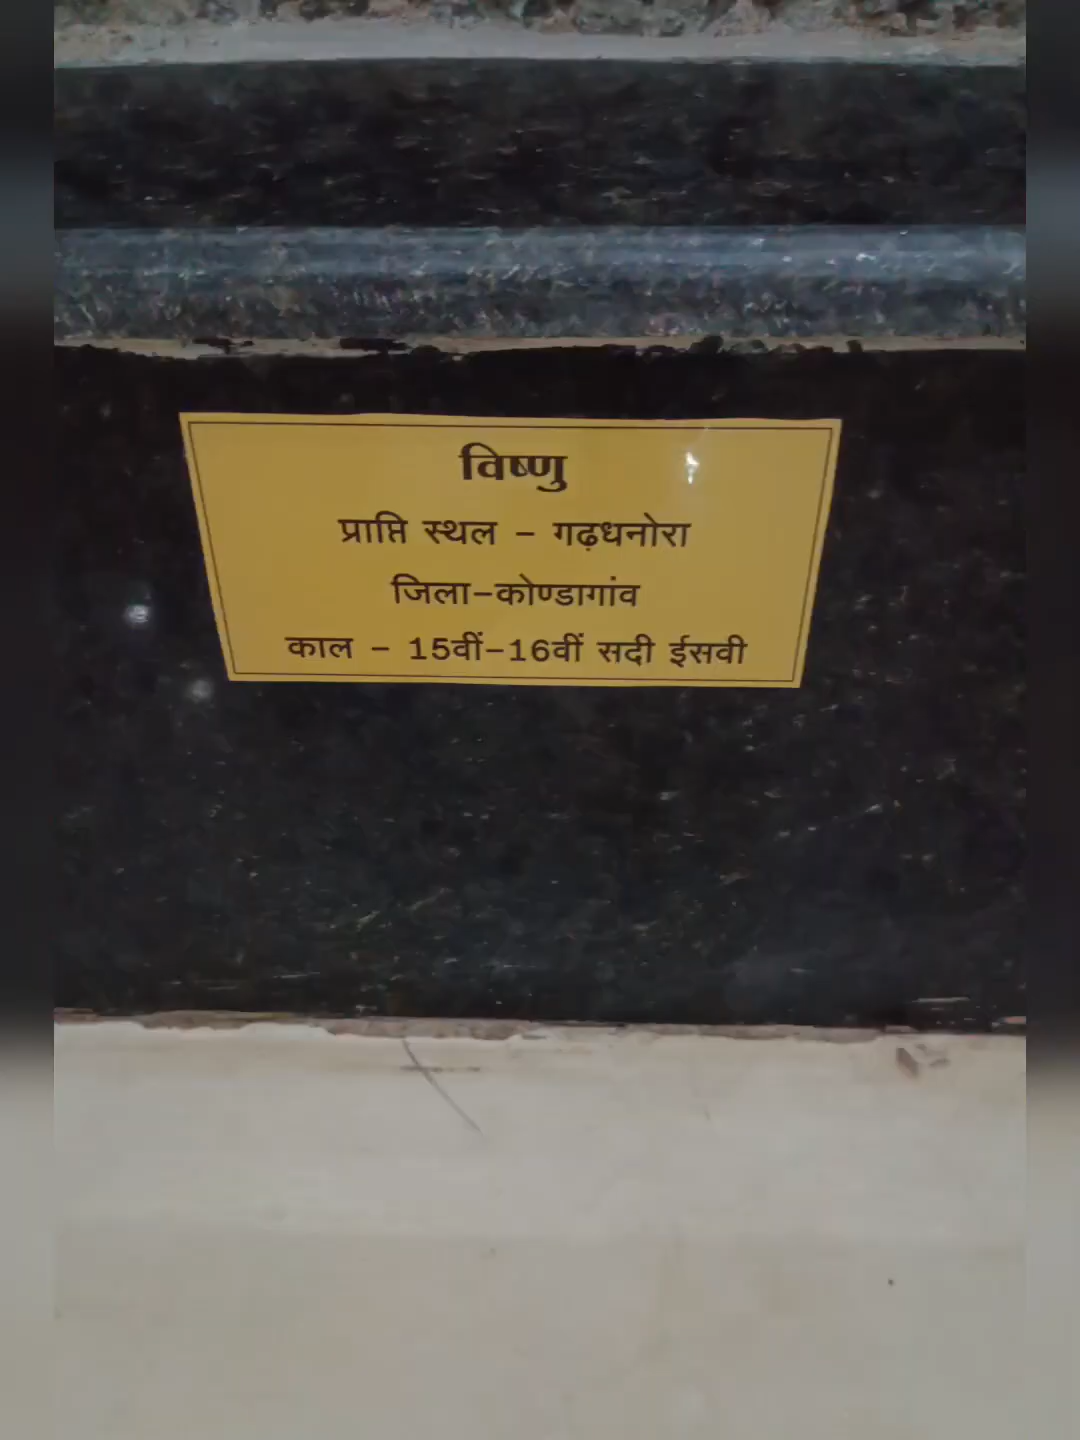 विष्णु
प्राप्ति स्थल - गढ़धनोरा
जिला-कोण्डागांव
काल - 15वीं-16वीं सदी ईसवी